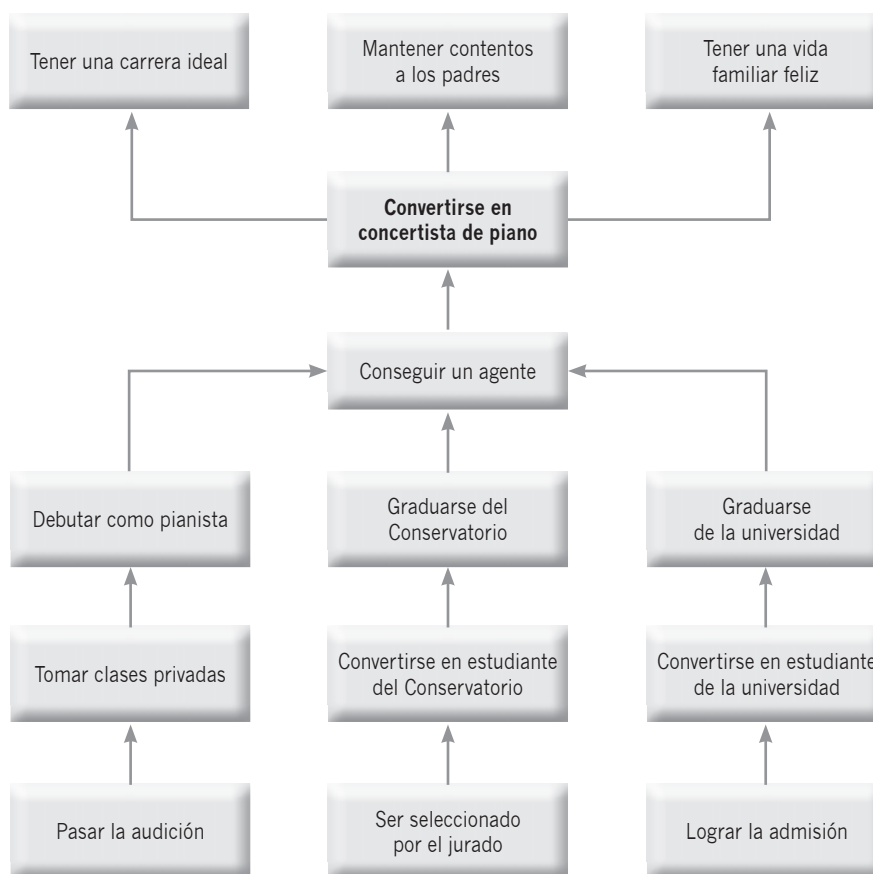 Tener una carrera ideal
Mantener contentos
a los padres
Tener una vida
familiar feliz
Convertirse en
concertista de piano
Conseguir un agente
Debutar como pianista
Graduarse del
Conservatorio
Graduarse
de la universidad
Tomar clases privadas
Convertirse en estudiante
del Conservatorio
Convertirse en estudiante
de la universidad
Pasar la audición
Ser seleccionado
por el jurado
Lograr la admisión